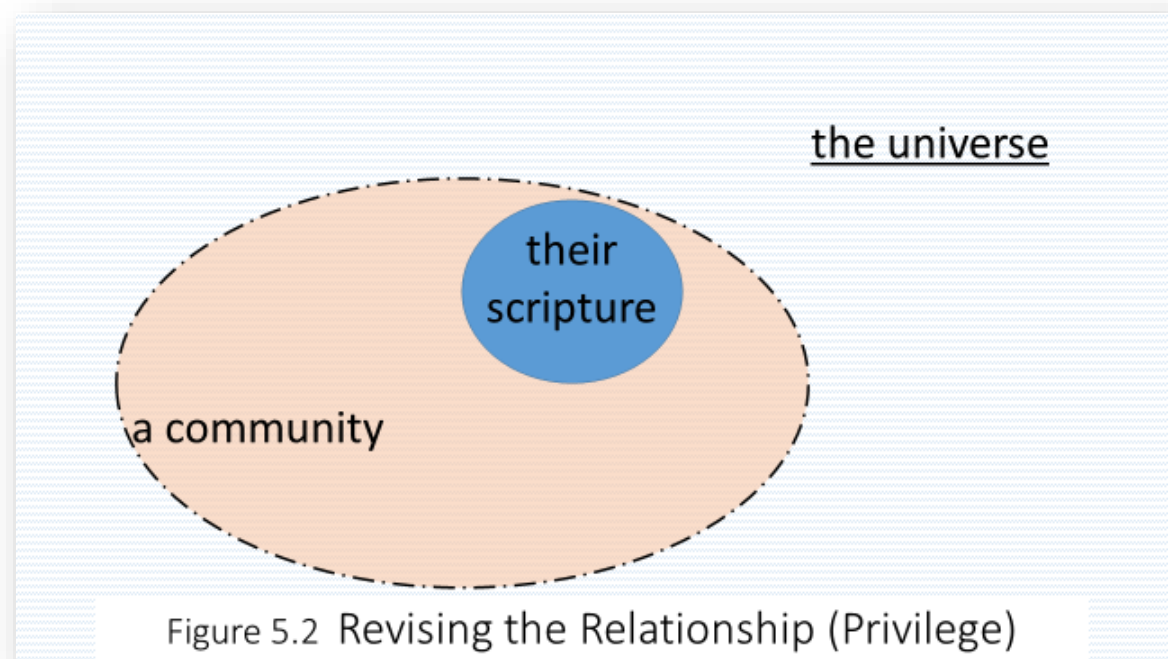 the universe
their
scripture
a community
Figure 5.2 Revising the Relationship (Privilege)